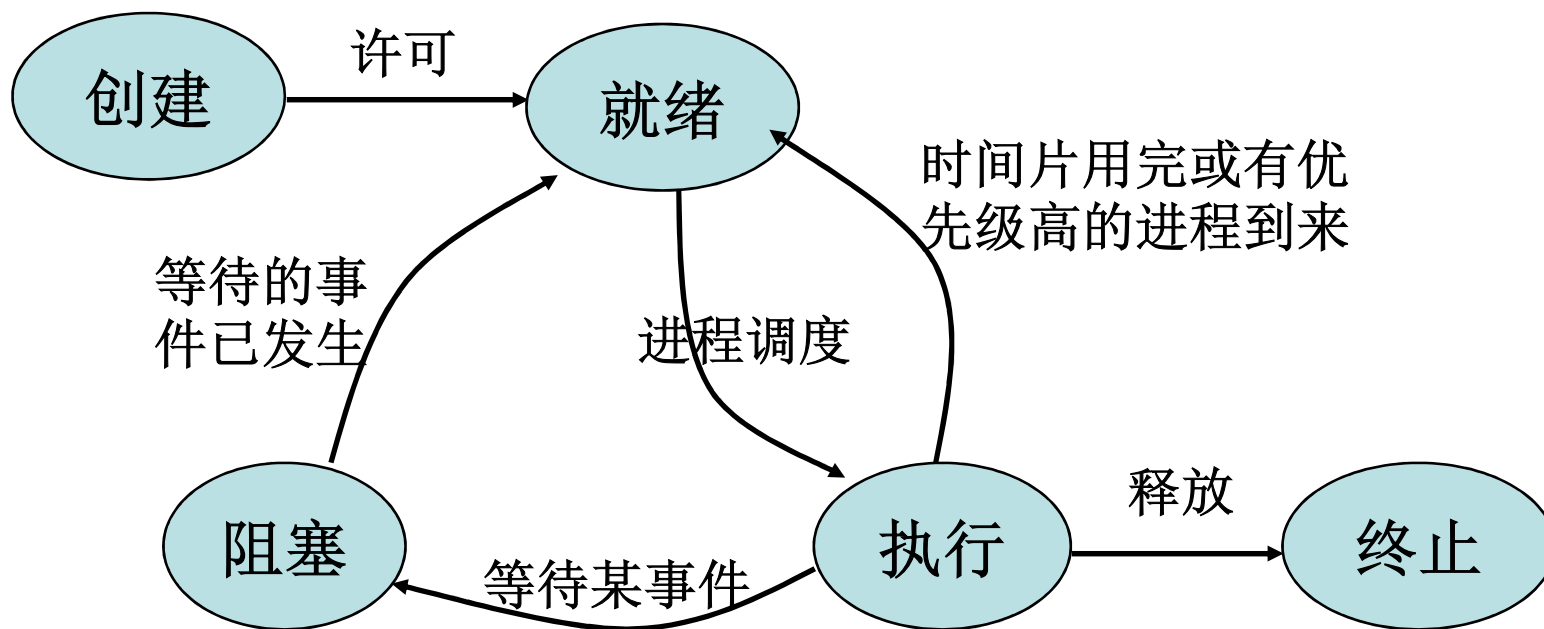 创建
许可
就绪
时间片用完或有优
先级高的进程到来
等待的事
件已发生
进程调度
阻塞
等待某事件
执行
释放
终止